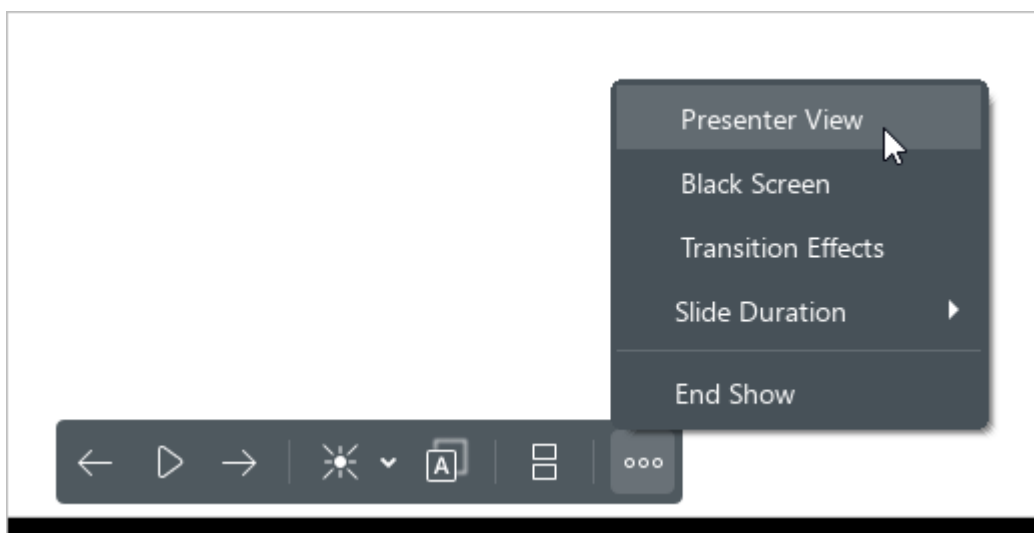 Presenter View
Black Screen
Transition Effects
Slide Duration
End Show
A